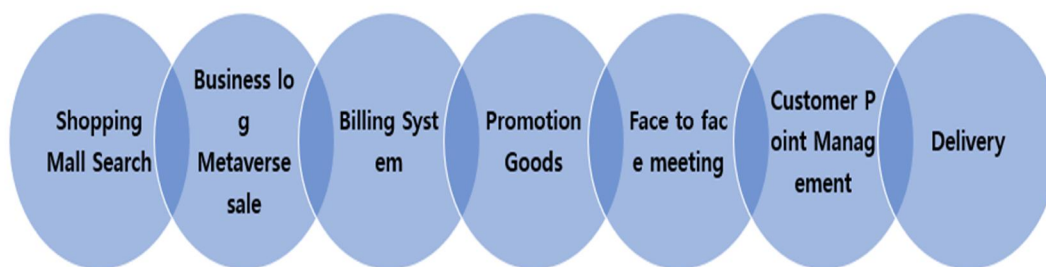 Shopping
Mall Search
Business lo
g
Metaverse
sale
Billing Syst
em
Promotion
Goods
Face to fac
e meeting
Customer P
oint Manag
ement
Delivery